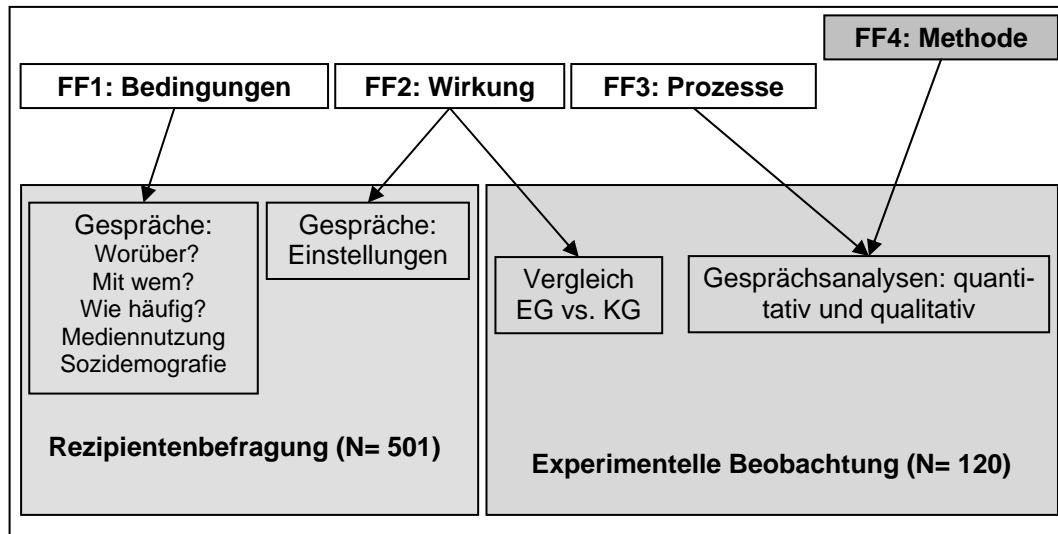 FF4: Methode
FF1: Bedingungen
FF2: Wirkung
FF3: Prozesse
Gespräche:
Worüber?
Mit wem?
Wie häufig?
Mediennutzung
Sozidemografie
Gespräche:
Einstellungen
Vergleich
EG vs. KG
Gesprächsanalysen: quanti-
tativ und qualitativ
Rezipientenbefragung (N= 501)
Experimentelle Beobachtung (N= 120)